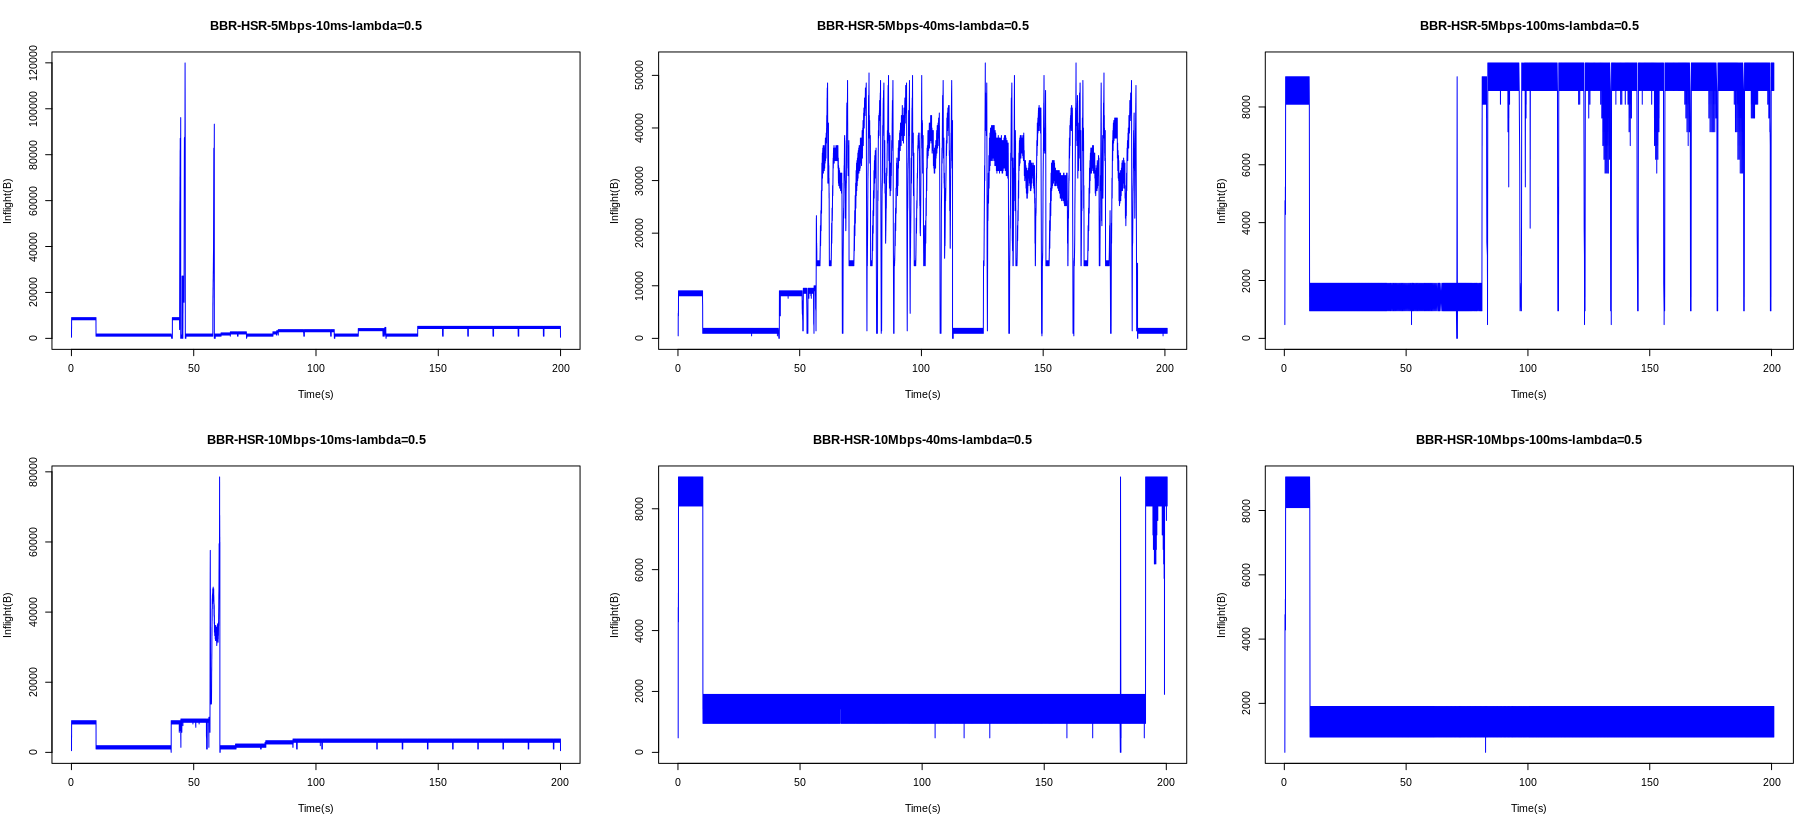 BBR-HSR-5Mbps-10ms-lambda=0.5
Inflight(B)
0 20000 40000 60000 80000 100000 120000
0 50 100 150 200
Time(s)
BBR-HSR-5Mbps-40ms-lambda=0.5
Inflight(B)
0 10000 20000 30000 40000 50000
0 50 100 150 200
Time(s)
BBR-HSR-5Mbps-100ms-lambda=0.5
Inflight(B)
0 2000 4000 6000 8000
0 50 100 150 200
Time(s)
BBR-HSR-10Mbps-10ms-lambda=0.5
Inflight(B)
0 20000 40000 60000 80000
0 50 100 150 200
Time(s)
BBR-HSR-10Mbps-40ms-lambda=0.5
Inflight(B)
0 2000 4000 6000 8000
0 50 100 150 200
Time(s)
BBR-HSR-10Mbps-100ms-lambda=0.5
Inflight(B)
2000 4000 6000 8000
0 50 100 150 200
Time(s)